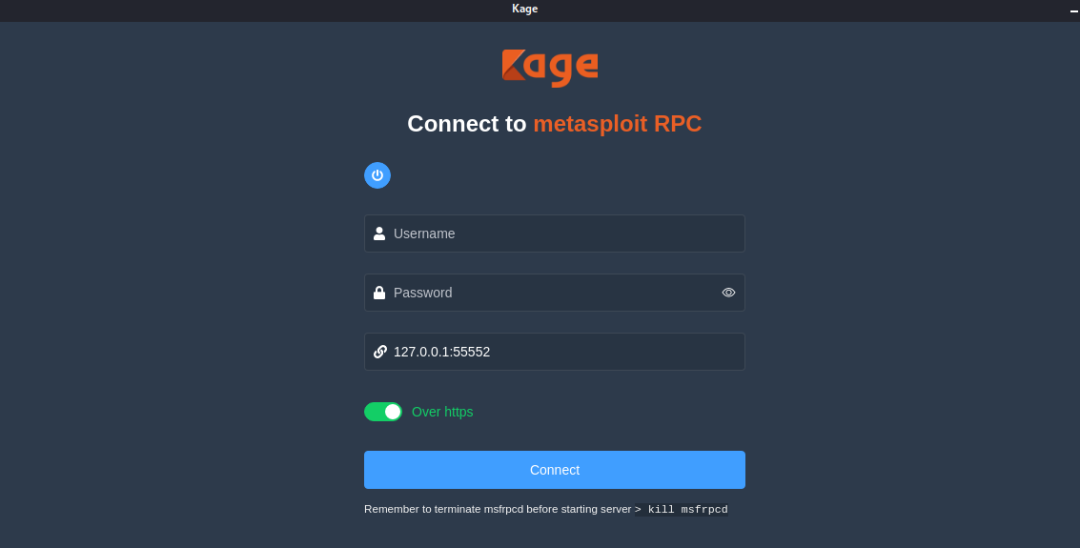 Kage
Kage
Connect to metasploit RPC
Username
Password
127.0.0.1:55552
Over https
Connect
Remember to terminate msfrpcd before starting server > kill msfrpcd